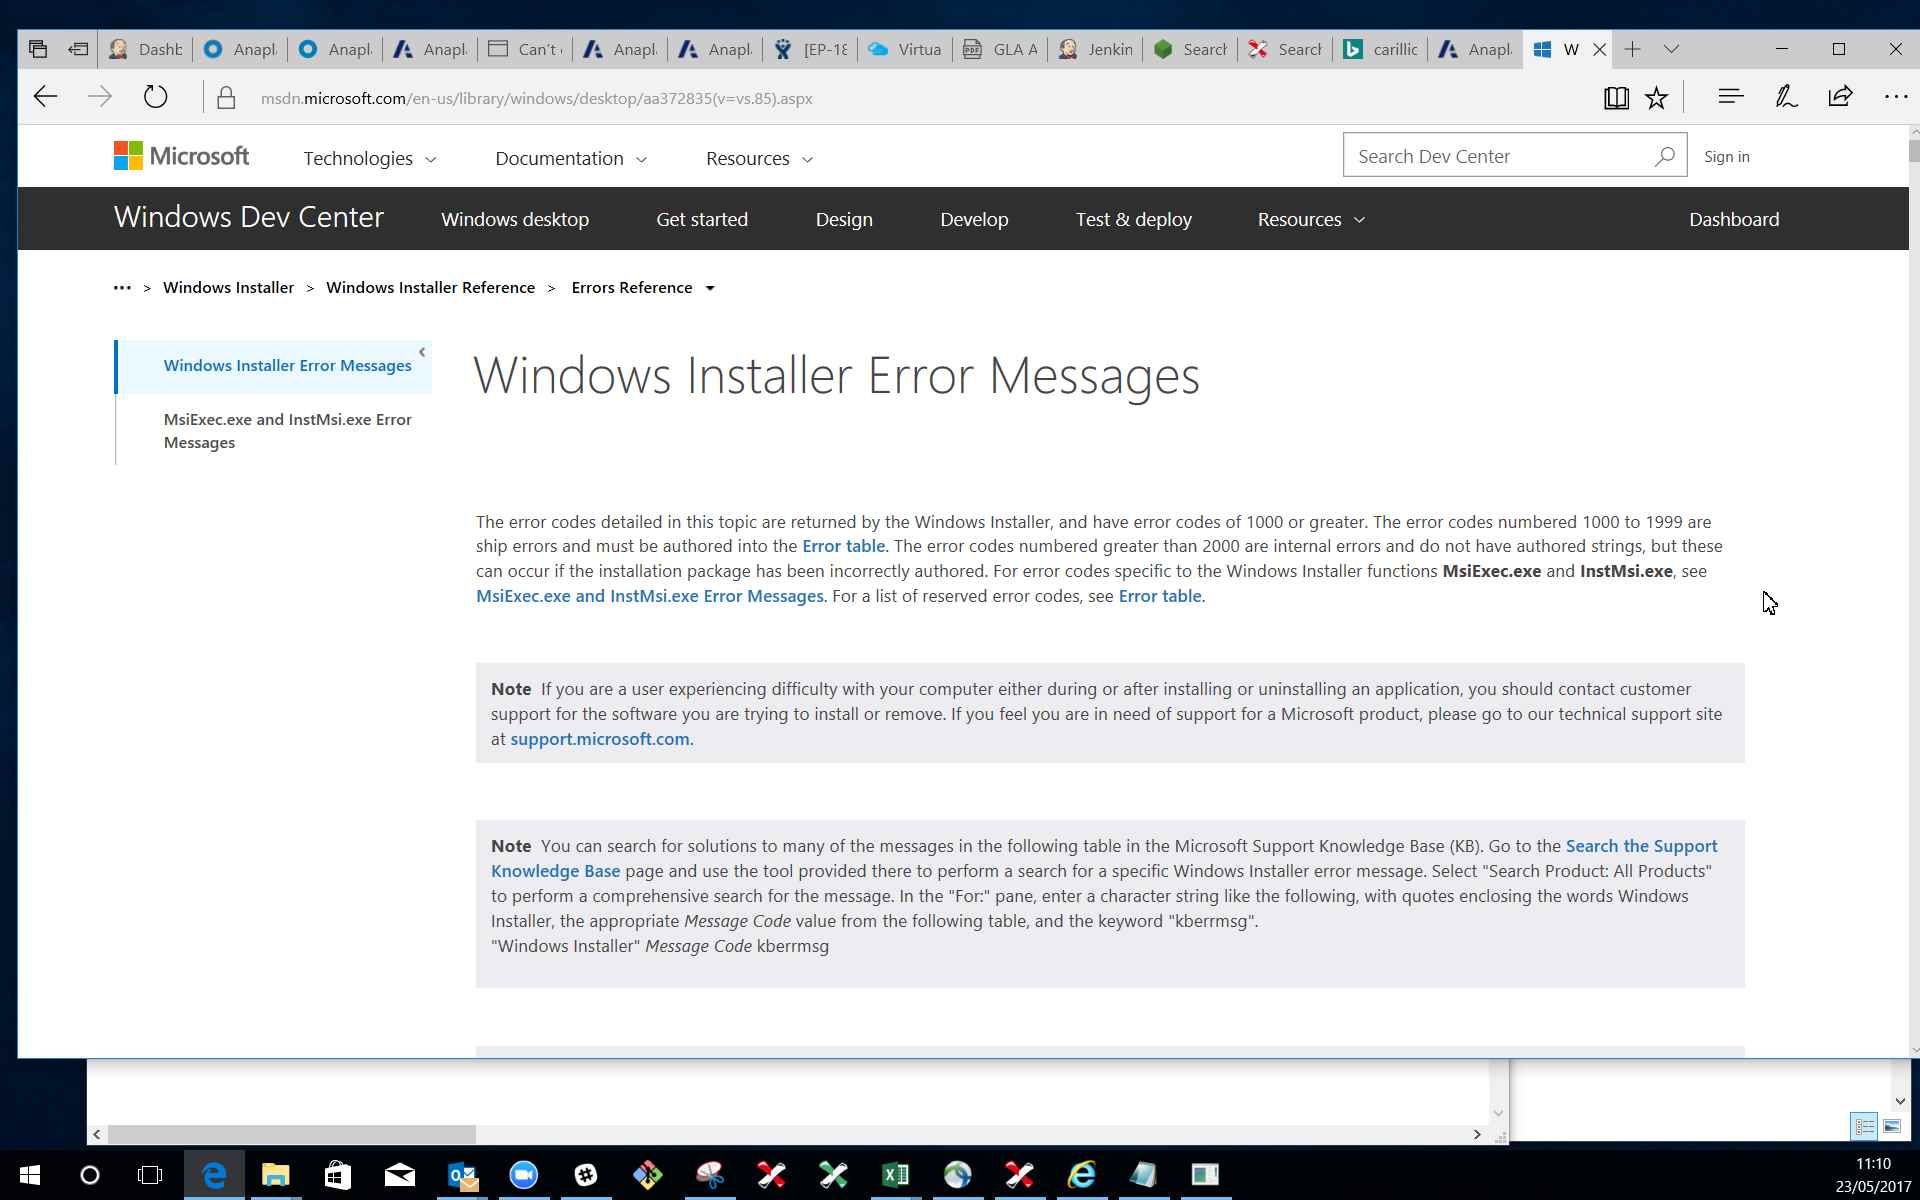 Dashb
Anapl
Anapl
Anapl
Can't
Anapl
Anapl
[EP-18
Virtua
GLA A
Jenkin
Search
Search
carillic
Anapl
W
msdn.microsoft.com/en-us/library/windows/desktop/aa372835(v=vs.85).aspx
Microsoft
Technologies
Documentation
Resources
Search Dev Center
Sign in
Windows Dev Center
Windows desktop
Get started
Design
Develop
Test & deploy
Resources
Dashboard
••• > Windows Installer > Windows Installer Reference > Errors Reference
Windows Installer Error Messages
MsiExec.exe and InstMsi.exe Error
Messages
Windows Installer Error Messages
The error codes detailed in this topic are returned by the Windows Installer, and have error codes of 1000 or greater. The error codes numbered 1000 to 1999 are
ship errors and must be authored into the Error table. The error codes numbered greater than 2000 are internal errors and do not have authored strings, but these
can occur if the installation package has been incorrectly authored. For error codes specific to the Windows Installer functions MsiExec.exe and InstMsi.exe, see
MsiExec.exe and InstMsi.exe Error Messages. For a list of reserved error codes, see Error table.
Note If you are a user experiencing difficulty with your computer either during or after installing or uninstalling an application, you should contact customer
support for the software you are trying to install or remove. If you feel you are in need of support for a Microsoft product, please go to our technical support site
at support.microsoft.com.
Note You can search for solutions to many of the messages in the following table in the Microsoft Support Knowledge Base (KB). Go to the Search the Support
Knowledge Base page and use the tool provided there to perform a search for a specific Windows Installer error message. Select "Search Product: All Products"
to perform a comprehensive search for the message. In the "For:" pane, enter a character string like the following, with quotes enclosing the words Windows
Installer, the appropriate Message Code value from the following table, and the keyword "kberrmsg".
"Windows Installer" Message Code kberrmsg
11:10
23/05/2017